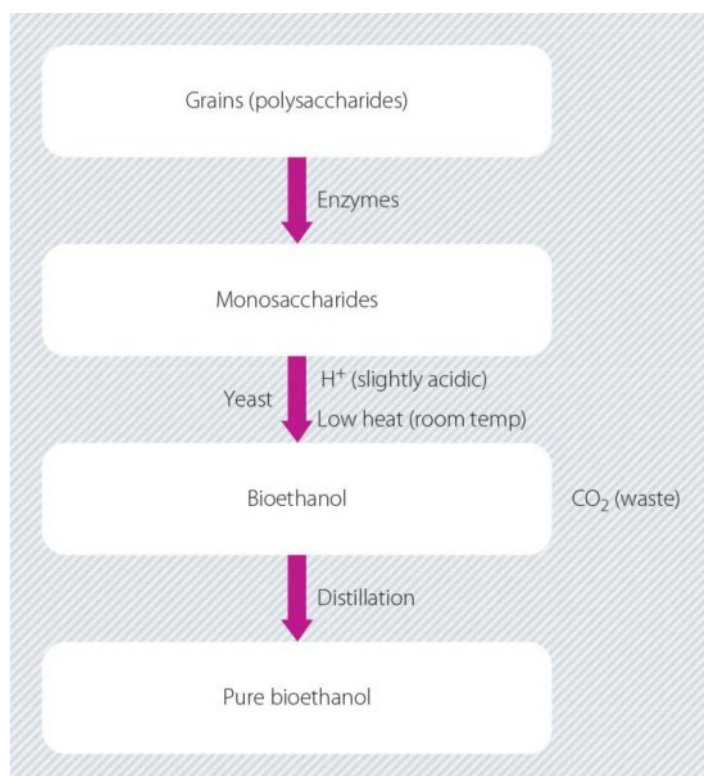 Grains (polysaccharides)
Enzymes
Monosaccharides
H⁺ (slightly acidic)
Yeast
Low heat (room temp)
Bioethanol
CO₂ (waste)
Distillation
Pure bioethanol